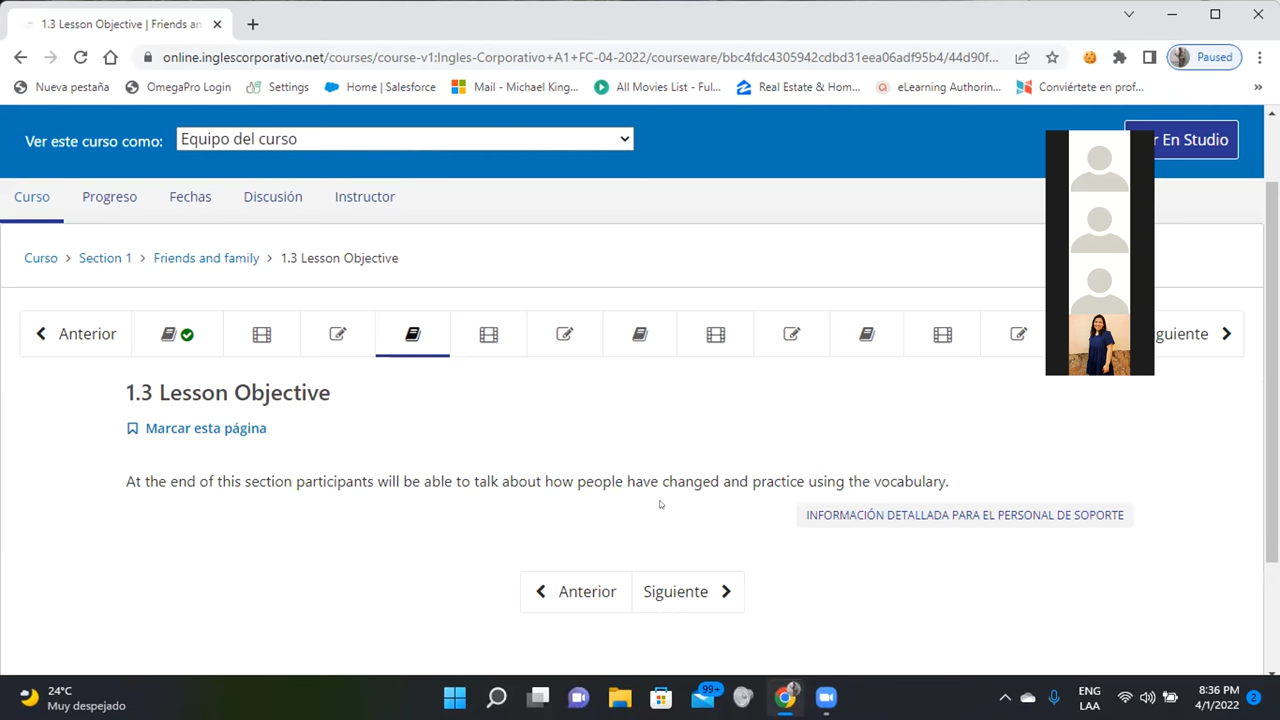 1.3 Lesson Objective | Friends an
online.inglescorporativo.net/courses/course-v1:Ingles-Corporativo+A1+FC-04-2022/courseware/bbc4fdc4305942cdbd31eea06adf95b4/44d90f...
Paused
Nueva pestaña
OmegaPro Login
Settings
Home | Salesforce
Mail - Michael King...
All Movies List - Ful...
Real Estate & Hom...
eLearning Authorin...
Conviértete en prof...
»
Ver este curso como:
Equipo del curso
r En Studio
Curso
Progreso
Fechas
Discusión
Instructor
Curso > Section 1 > Friends and family > 1.3 Lesson Objective
Anterior
guiente
1.3 Lesson Objective
Marcar esta página
At the end of this section participants will be able to talk about how people have changed and practice using the vocabulary.
INFORMACIÓN DETALLADA PARA EL PERSONAL DE SOPORTE
Anterior
Siguiente
24°C
Muy despejado
99+
ENG
LAA
8:36 PM
4/1/2022
2